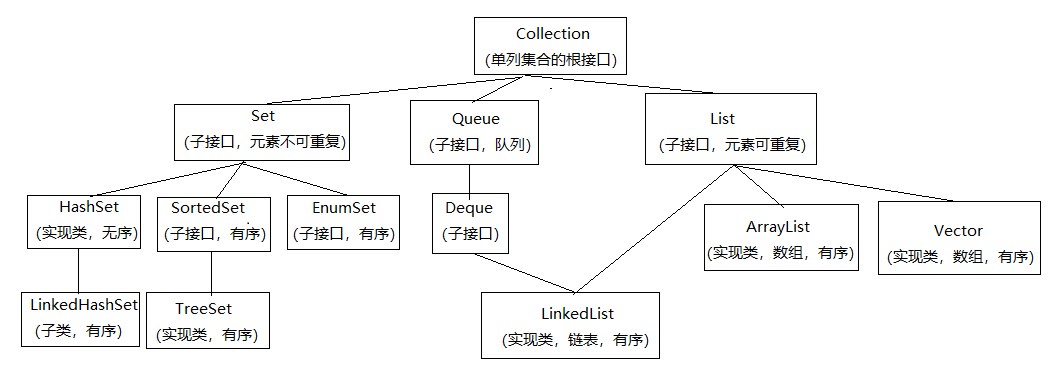 Collection
(单列集合的根接口)
Set
(子接口，元素不可重复)
Queue
(子接口，队列)
List
(子接口，元素可重复)
HashSet
(实现类，无序)
SortedSet
(子接口，有序)
EnumSet
(子接口，有序)
Deque
(子接口)
ArrayList
(实现类，数组，有序)
Vector
(实现类，数组，有序)
LinkedHashSet
(子类，有序)
TreeSet
(实现类，有序)
LinkedList
(实现类，链表，有序)